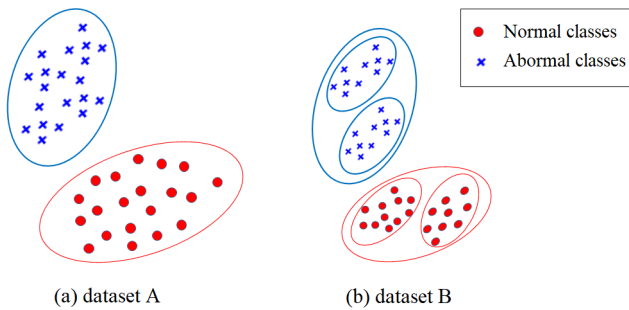 Normal classes
Abormal classes
(a) dataset A
(b) dataset B